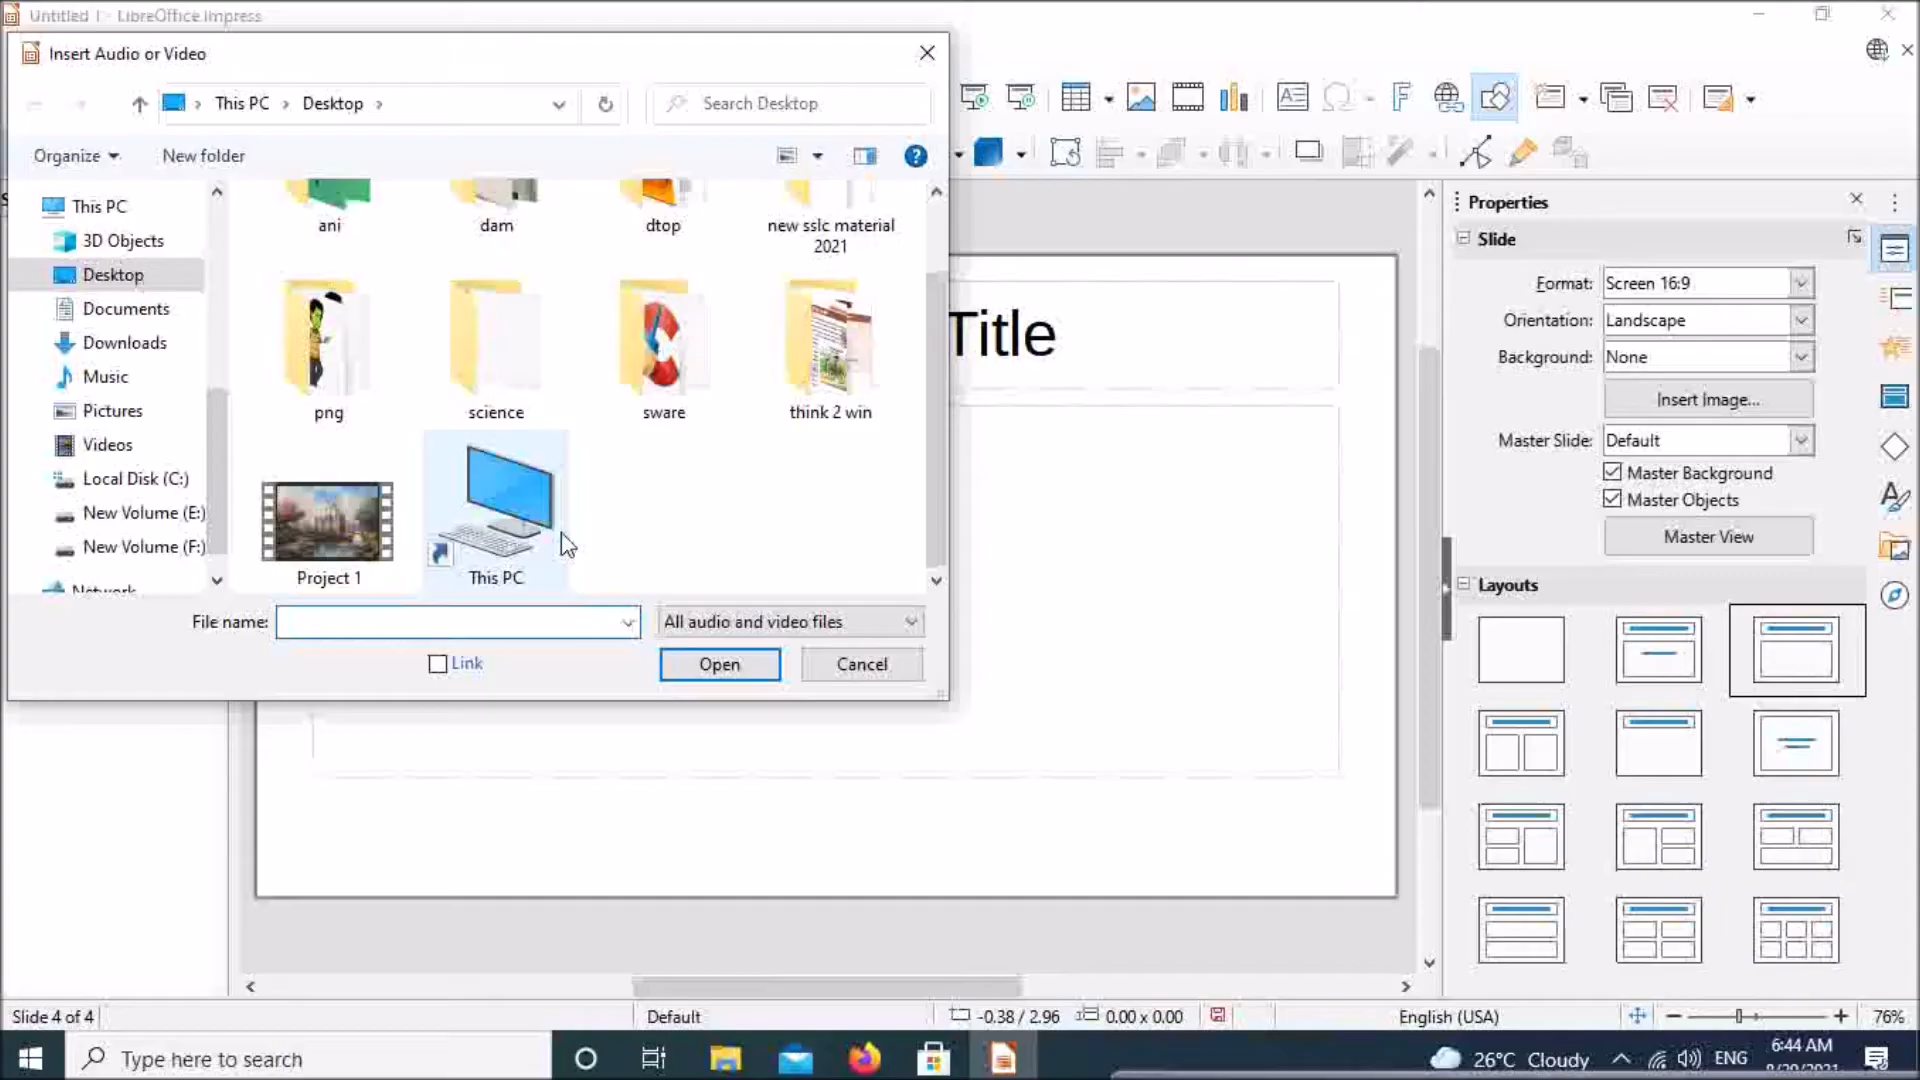 Untitled 1 - LibreOffice Impress
Insert Audio or Video
This PC
Desktop
Search Desktop
Organize
New folder
This PC
3D Objects
Desktop
Documents
Downloads
Music
Pictures
Videos
Local Disk (C:)
New Volume (E:)
New Volume (F:)
Network
ani
dam
dtop
new sslc material
2021
png
science
sware
think 2 win
Project 1
This PC
File name:
All audio and video files
Link
Open
Cancel
Title
Properties
Slide
Format:
Screen 16:9
Orientation:
Landscape
Background:
None
Insert Image...
Master Slide:
Default
Master Background
Master Objects
Master View
Layouts
Slide 4 of 4
Default
-0.38 / 2.96
0.00 x 0.00
English (USA)
76%
Type here to search
26°C Cloudy
ENG
6:44 AM